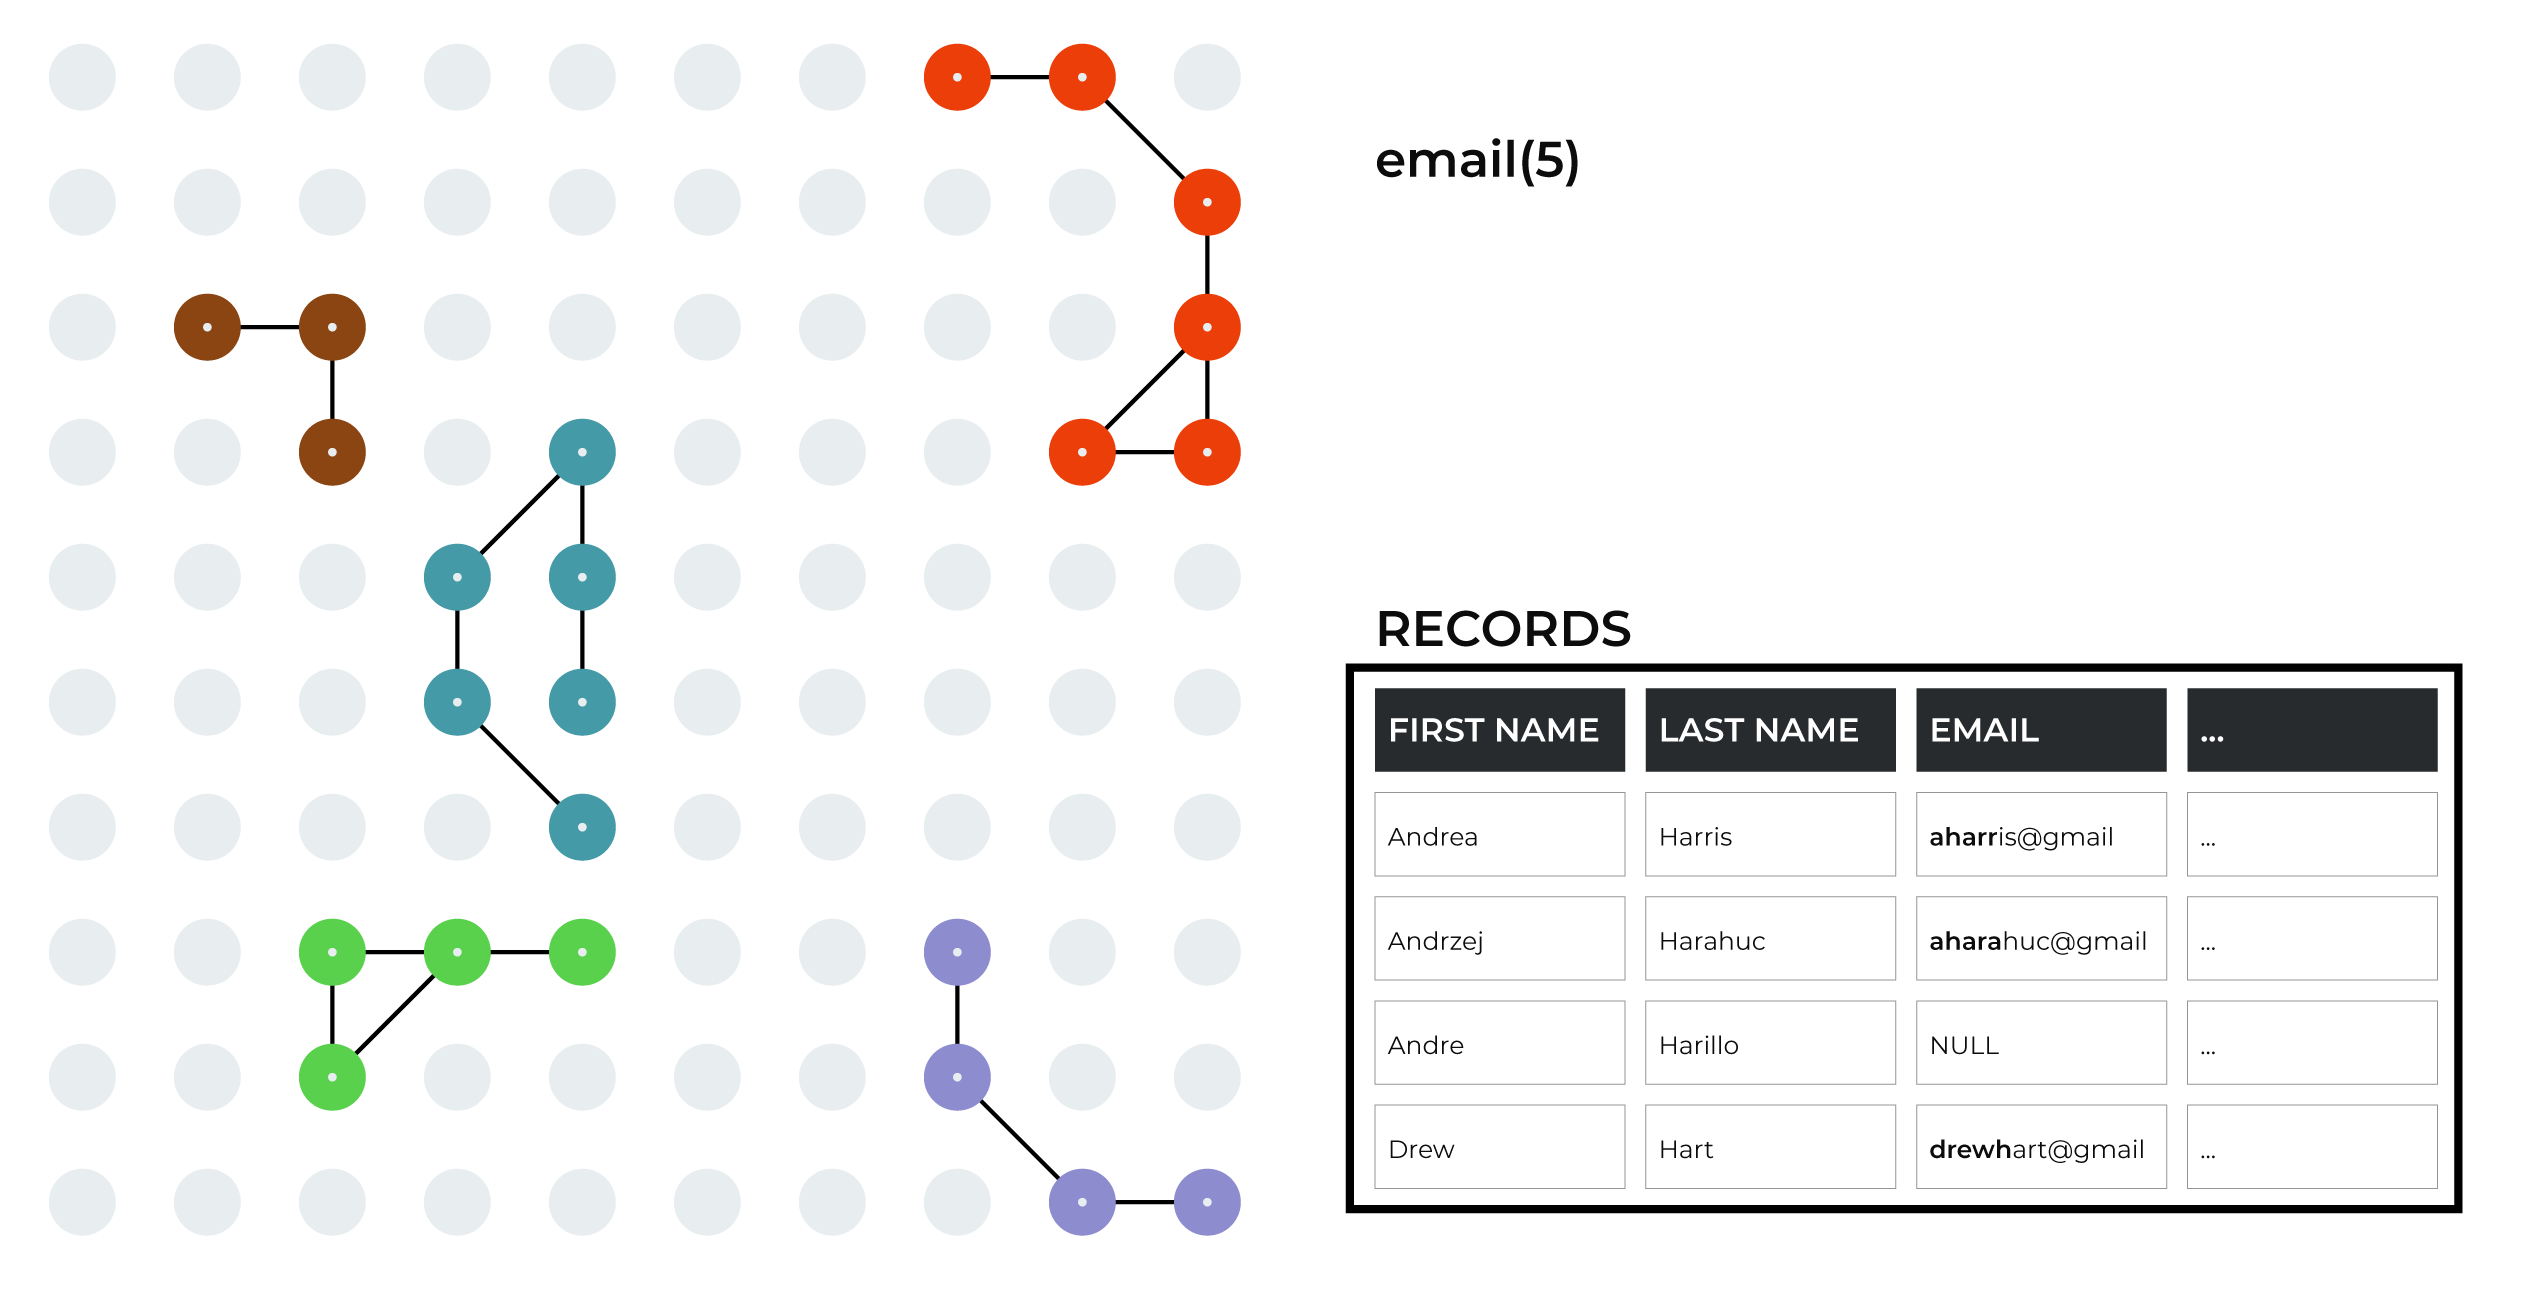 email(5)
RECORDS
FIRST NAME LAST NAME EMAIL ...
Andrea Harris aharris@gmail ...
Andrzej Harahuc aharahuc@gmail ...
Andre Harillo NULL ...
Drew Hart drewhart@gmail ...